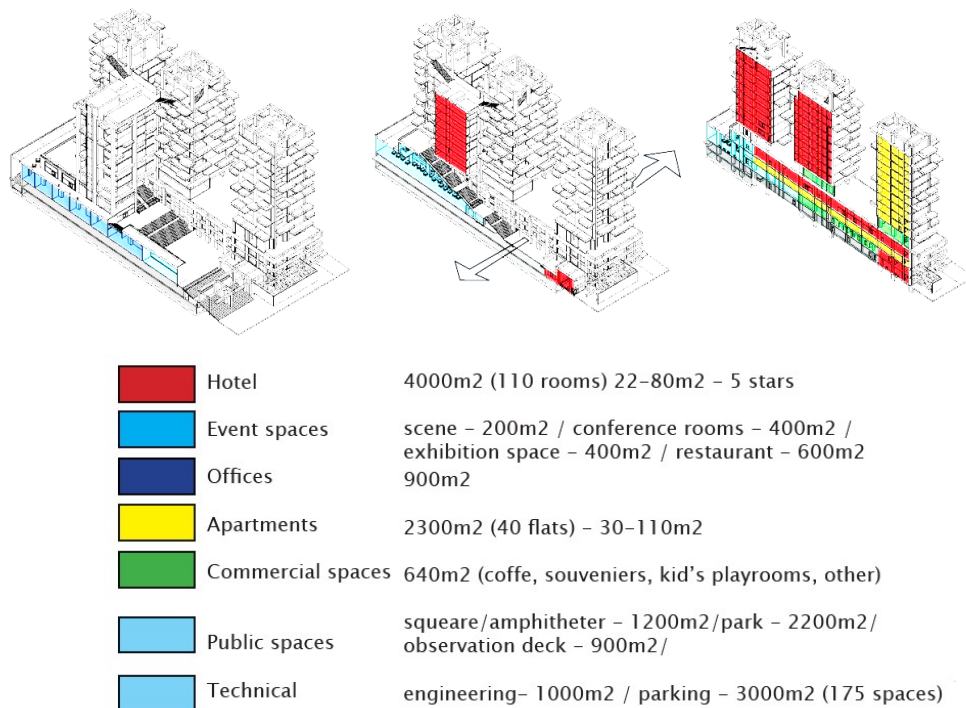 Hotel 4000m2 (110 rooms) 22-80m2 - 5 stars
Event spaces scene - 200m2 / conference rooms - 400m2 /
exhibition space - 400m2 / restaurant - 600m2
Offices 900m2
Apartments 2300m2 (40 flats) - 30-110m2
Commercial spaces 640m2 (coffe, souveniers, kid's playrooms, other)
squeare/amphitheter - 1200m2/park - 2200m2/
Public spaces observation deck - 900m2/
Technical engineering- 1000m2 / parking - 3000m2 (175 spaces)